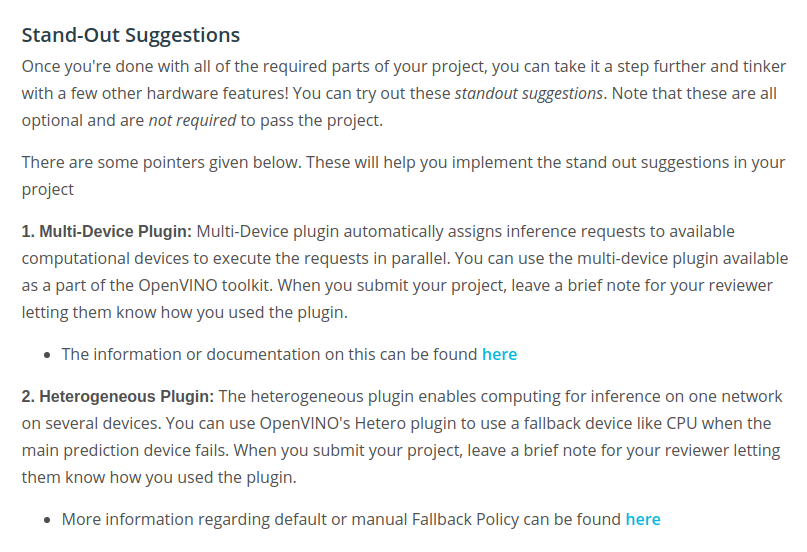 Stand-Out Suggestions
Once you're done with all of the required parts of your project, you can take it a step further and tinker
with a few other hardware features! You can try out these standout suggestions. Note that these are all
optional and are not required to pass the project.
There are some pointers given below. These will help you implement the stand out suggestions in your
project
1. Multi-Device Plugin: Multi-Device plugin automatically assigns inference requests to available
computational devices to execute the requests in parallel. You can use the multi-device plugin available
as a part of the OpenVINO toolkit. When you submit your project, leave a brief note for your reviewer
letting them know how you used the plugin.
• The information or documentation on this can be found here
2. Heterogeneous Plugin: The heterogeneous plugin enables computing for inference on one network
on several devices. You can use OpenVINO's Hetero plugin to use a fallback device like CPU when the
main prediction device fails. When you submit your project, leave a brief note for your reviewer letting
them know how you used the plugin.
• More information regarding default or manual Fallback Policy can be found here